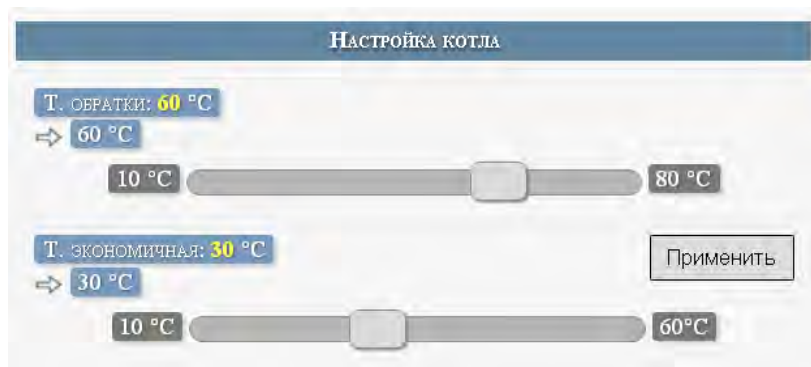 Настройка котла
Т. обратки: 60 °C
⇨ 60 °C
10 °C 80 °C
Т. экономичная: 30 °C
Применить
⇨ 30 °C
10 °C 60°C